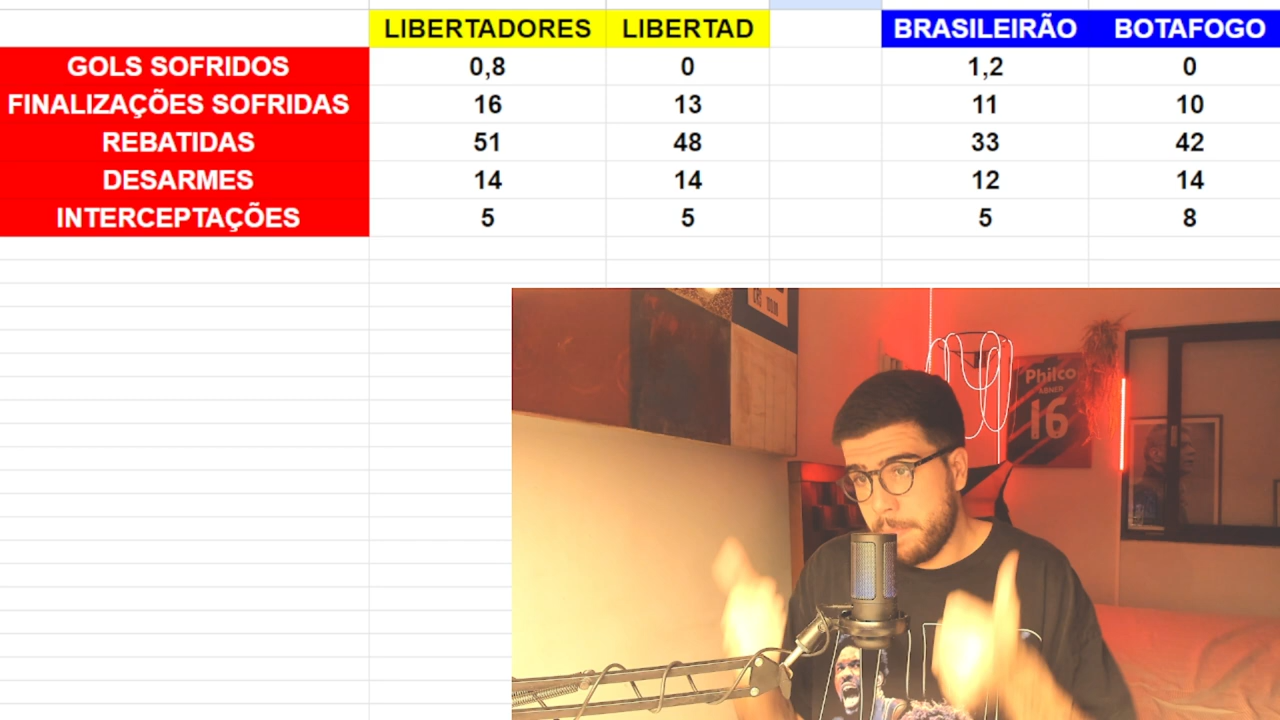 LIBERTADORES LIBERTAD BRASILEIRÃO BOTAFOGO
GOLS SOFRIDOS 0,8 0 1,2 0
FINALIZAÇÕES SOFRIDAS 16 13 11 10
REBATIDAS 51 48 33 42
DESARMES 14 14 12 14
INTERCEPTAÇÕES 5 5 5 8
Philco
ABNER
16